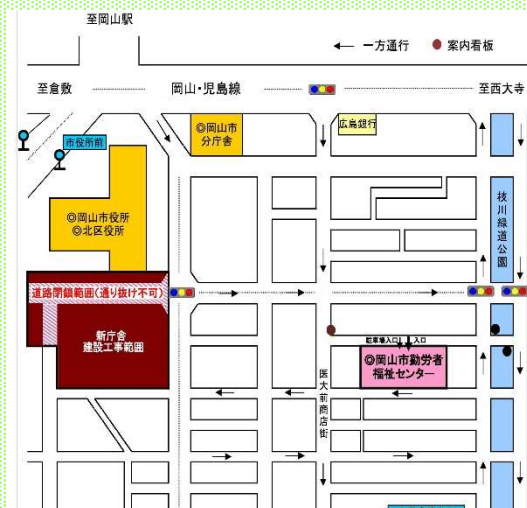 至岡山駅
← 一方通行 ● 案内看板
至倉敷
岡山・児島線
至西大寺
市役所前
◎岡山市
分庁舎
広島銀行
◎岡山市役所
◎北区役所
枝川緑道公園
道路閉鎖範囲(通り抜け不可)
新庁舎
建設工事範囲
駐車場入口
入口
◎岡山市勤労者
福祉センター
医大前商店街